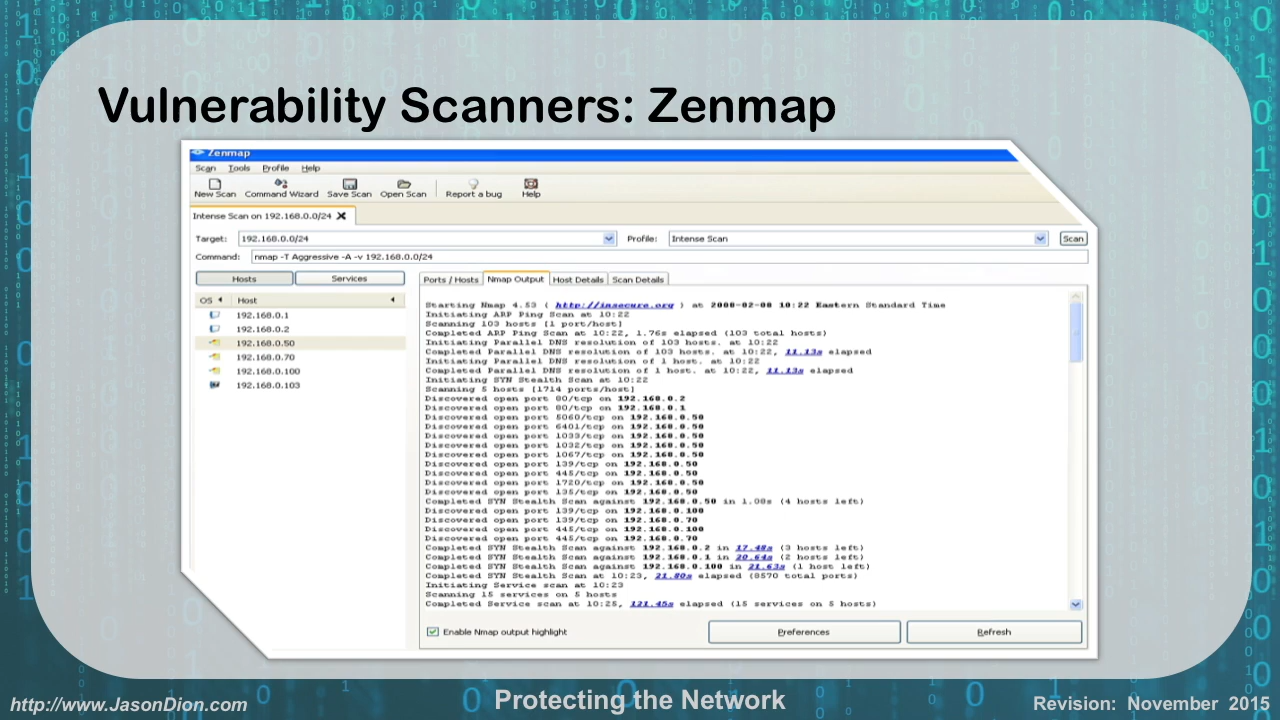 Vulnerability Scanners: Zenmap
Zenmap
Scan Tools Profile Help
New Scan Command Wizard Save Scan Open Scan Report a bug Help
Intense Scan on 192.168.0.0/24
Target: 192.168.0.0/24 Profile: Intense Scan Scan
Command: nmap -T Aggressive -A -v 192.168.0.0/24
Hosts Services
OS Host
192.168.0.1
192.168.0.2
192.168.0.50
192.168.0.70
192.168.0.100
192.168.0.103
Ports / Hosts Nmap Output Host Details Scan Details
Starting Nmap 4.53 ( http://insecure.org ) at 2008-02-08 10:22 Eastern Standard Time
Initiating ARP Ping Scan at 10:22
Scanning 103 hosts [1 port/host]
Completed ARP Ping Scan at 10:22, 1.76s elapsed (103 total hosts)
Initiating Parallel DNS resolution of 103 hosts. at 10:22
Completed Parallel DNS resolution of 103 hosts. at 10:22, 11.13s elapsed
Initiating Parallel DNS resolution of 1 host. at 10:22
Completed Parallel DNS resolution of 1 host. at 10:22, 11.13s elapsed
Initiating SYN Stealth Scan at 10:22
Scanning 5 hosts [1714 ports/host]
Discovered open port 80/tcp on 192.168.0.2
Discovered open port 80/tcp on 192.168.0.1
Discovered open port 5060/tcp on 192.168.0.50
Discovered open port 6401/tcp on 192.168.0.50
Discovered open port 1033/tcp on 192.168.0.50
Discovered open port 1032/tcp on 192.168.0.50
Discovered open port 1067/tcp on 192.168.0.50
Discovered open port 139/tcp on 192.168.0.50
Discovered open port 445/tcp on 192.168.0.50
Discovered open port 1720/tcp on 192.168.0.50
Discovered open port 135/tcp on 192.168.0.50
Completed SYN Stealth Scan against 192.168.0.50 in 1.08s (4 hosts left)
Discovered open port 139/tcp on 192.168.0.100
Discovered open port 139/tcp on 192.168.0.70
Discovered open port 445/tcp on 192.168.0.100
Discovered open port 445/tcp on 192.168.0.70
Completed SYN Stealth Scan against 192.168.0.2 in 17.48s (3 hosts left)
Completed SYN Stealth Scan against 192.168.0.1 in 20.64s (2 hosts left)
Completed SYN Stealth Scan against 192.168.0.100 in 21.63s (1 host left)
Completed SYN Stealth Scan at 10:23, 21.80s elapsed (8570 total ports)
Initiating Service scan at 10:23
Scanning 15 services on 5 hosts
Completed Service scan at 10:25, 121.45s elapsed (15 services on 5 hosts)
Enable Nmap output highlight Preferences Refresh
http://www.JasonDion.com Protecting the Network Revision: November 2015